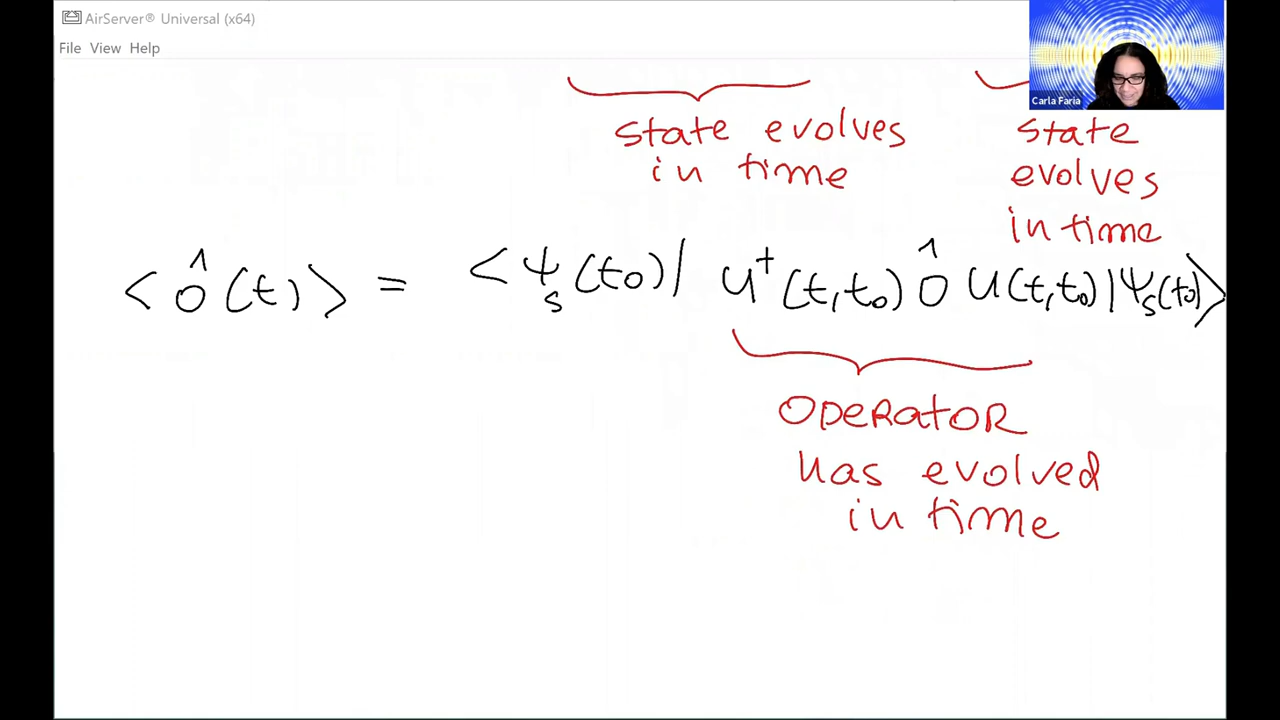 AirServer® Universal (x64)
File View Help
Carla Faria
state evolves
in time
state
evolves
in time
<Ô(t)> = <Ψs(t0)| U†(t,t0) Ô U(t,t0)|Ψs(t0)>
OPERATOR
has evolved
in time